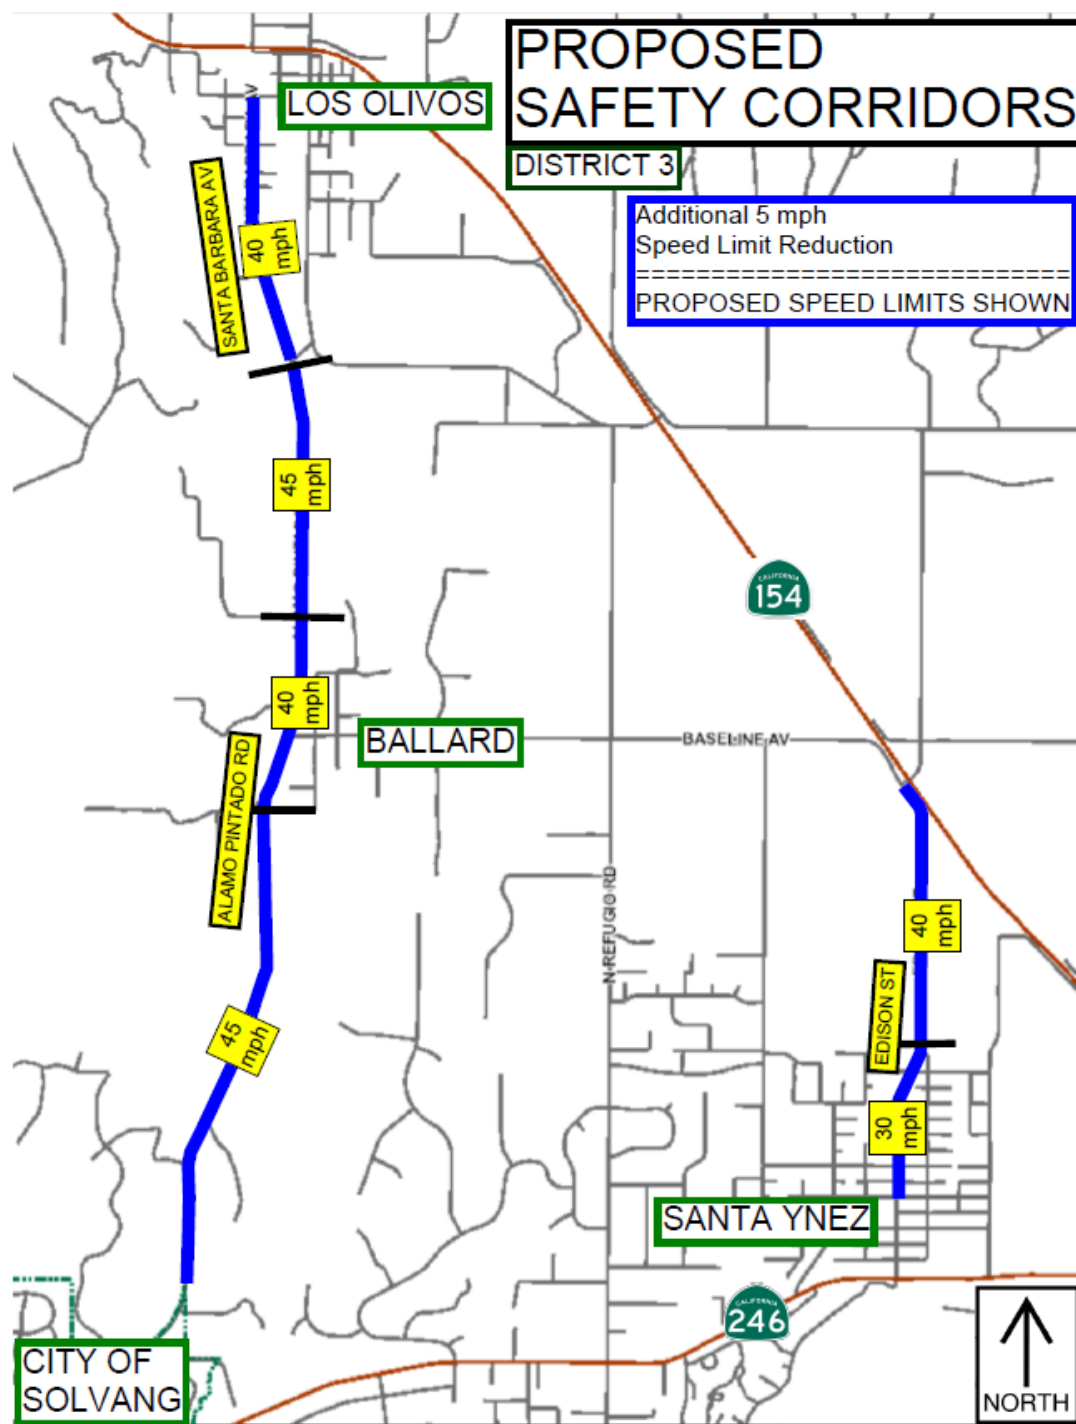 PROPOSED
SAFETY CORRIDORS
LOS OLIVOS
DISTRICT 3
Additional 5 mph
Speed Limit Reduction
==============================
PROPOSED SPEED LIMITS SHOWN
SANTA BARBARA AV
40
mph
45
mph
CALIFORNIA
154
40
mph
BALLARD
BASELINE AV
ALAMO PINTADO RD
N REFUGIO RD
40
mph
EDISON ST
45
mph
30
mph
SANTA YNEZ
CALIFORNIA
246
CITY OF
SOLVANG
NORTH